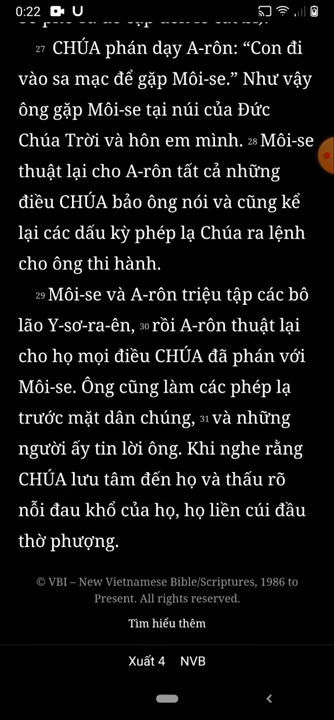 0:22
27 CHÚA phán dạy A-rôn: “Con đi
vào sa mạc để gặp Môi-se.” Như vậy
ông gặp Môi-se tại núi của Đức
Chúa Trời và hôn em mình. 28 Môi-se
thuật lại cho A-rôn tất cả những
điều CHÚA bảo ông nói và cũng kể
lại các dấu kỳ phép lạ Chúa ra lệnh
cho ông thi hành.
29 Môi-se và A-rôn triệu tập các bô
lão Y-sơ-ra-ên, 30 rồi A-rôn thuật lại
cho họ mọi điều CHÚA đã phán với
Môi-se. Ông cũng làm các phép lạ
trước mặt dân chúng, 31 và những
người ấy tin lời ông. Khi nghe rằng
CHÚA lưu tâm đến họ và thấu rõ
nỗi đau khổ của họ, họ liền cúi đầu
thờ phượng.
© VBI – New Vietnamese Bible/Scriptures, 1986 to
Present. All rights reserved.
Tìm hiểu thêm
Xuất 4 NVB